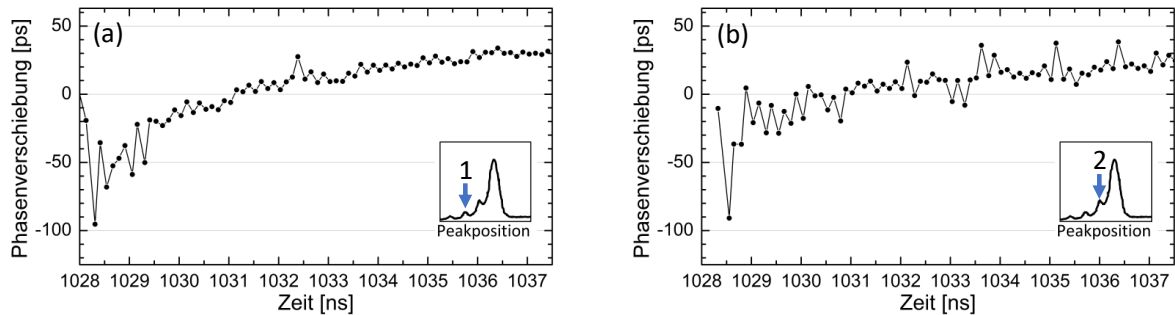 (a)
Phasenverschiebung [ps]
50
0
-50
-100
1
Peakposition
1028 1029 1030 1031 1032 1033 1034 1035 1036 1037
Zeit [ns]
(b)
Phasenverschiebung [ps]
50
0
-50
-100
2
Peakposition
1028 1029 1030 1031 1032 1033 1034 1035 1036 1037
Zeit [ns]